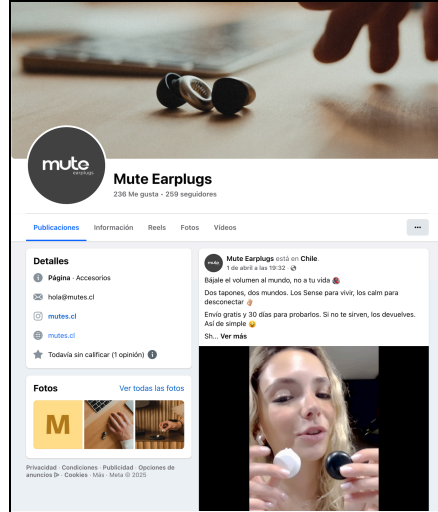 mute
earplugs
Mute Earplugs
236 Me gusta • 259 seguidores
Publicaciones Información Reels Fotos Videos
Detalles
Página · Accesorios
hola@mutes.cl
mutes.cl
mutes.cl
Todavía sin calificar (1 opinión)
Fotos Ver todas las fotos
M
Privacidad · Condiciones · Publicidad · Opciones de
anuncios · Cookies · Más · Meta © 2025
mute
Mute Earplugs está en Chile.
1 de abril a las 19:32 ·
Bájale el volumen al mundo, no a tu vida
Dos tapones, dos mundos. Los Sense para vivir, los calm para
desconectar
Envío gratis y 30 días para probarlos. Si no te sirven, los devuelves.
Así de simple 😉
Sh... Ver más